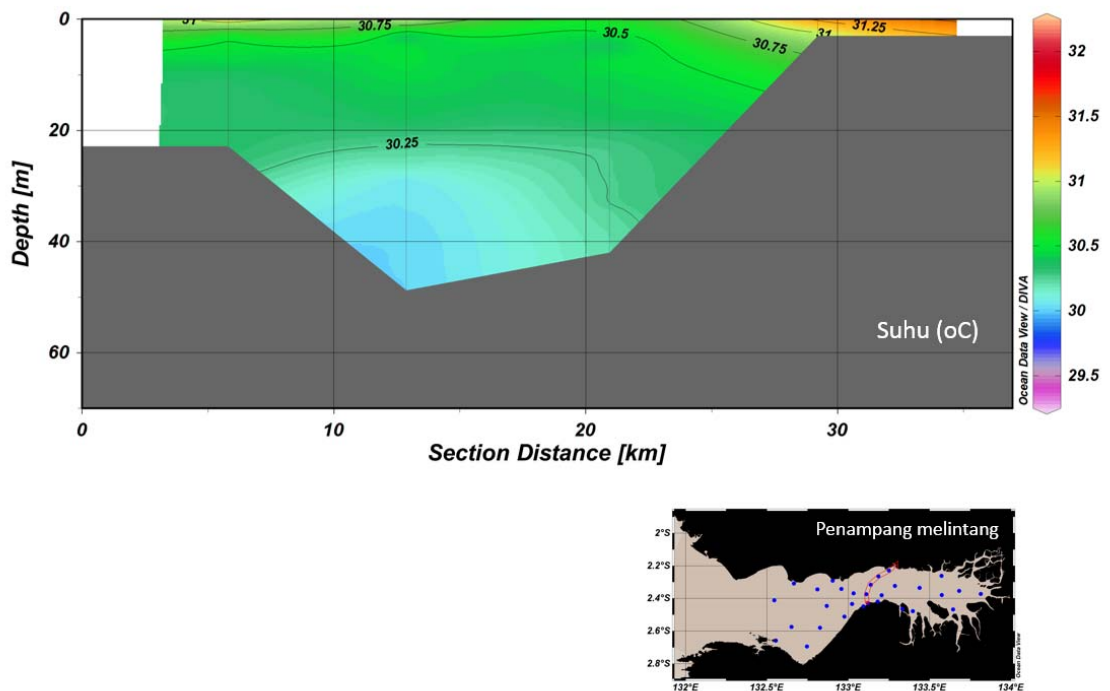 0
20
40
60
Depth [m]
31
30.75
30.5
30.75
31
31.25
30.25
Suhu (oC)
0
10
20
30
Section Distance [km]
Ocean Data View / DIVA
32
31.5
31
30.5
30
29.5
Penampang melintang
2°S
2.2°S
2.4°S
2.6°S
2.8°S
132°E
132.5°E
133°E
133.5°E
134°E
Ocean Data View